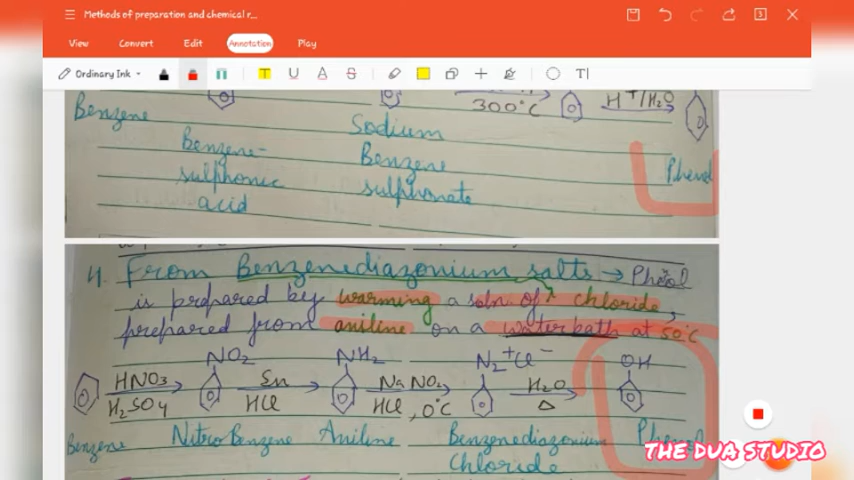 Methods of preparation and chemical r...
View Convert Edit Annotation Play
Ordinary Ink
300°C H+/H2O
Benzene Sodium
Benzene- Benzene Phenol
sulphonic sulphonate
acid
4. From Benzenediazonium salts → Phenol
is prepared by warming a soln. of chloride,
prepared from aniline on a waterbath at 50°C
NO2 NH2 N2+Cl- OH
HNO3 Sn NaNO2 H2O
H2SO4 HCl HCl, 0°C Δ
Benzene Nitro Benzene Aniline Benzenediazonium Phenol
Chloride
THE DUA STUDIO